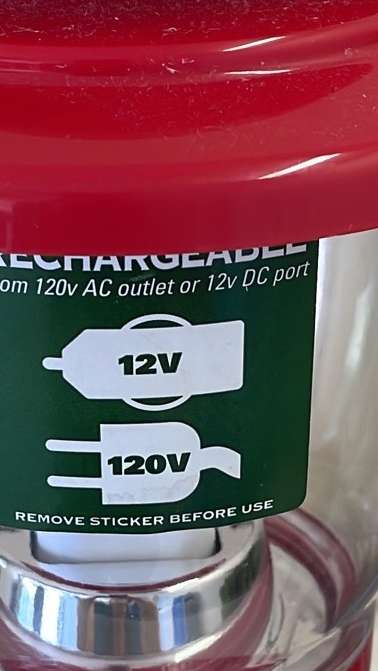 RECHARGEABLE
om 120v AC outlet or 12v DC port
12V
120V
REMOVE STICKER BEFORE USE